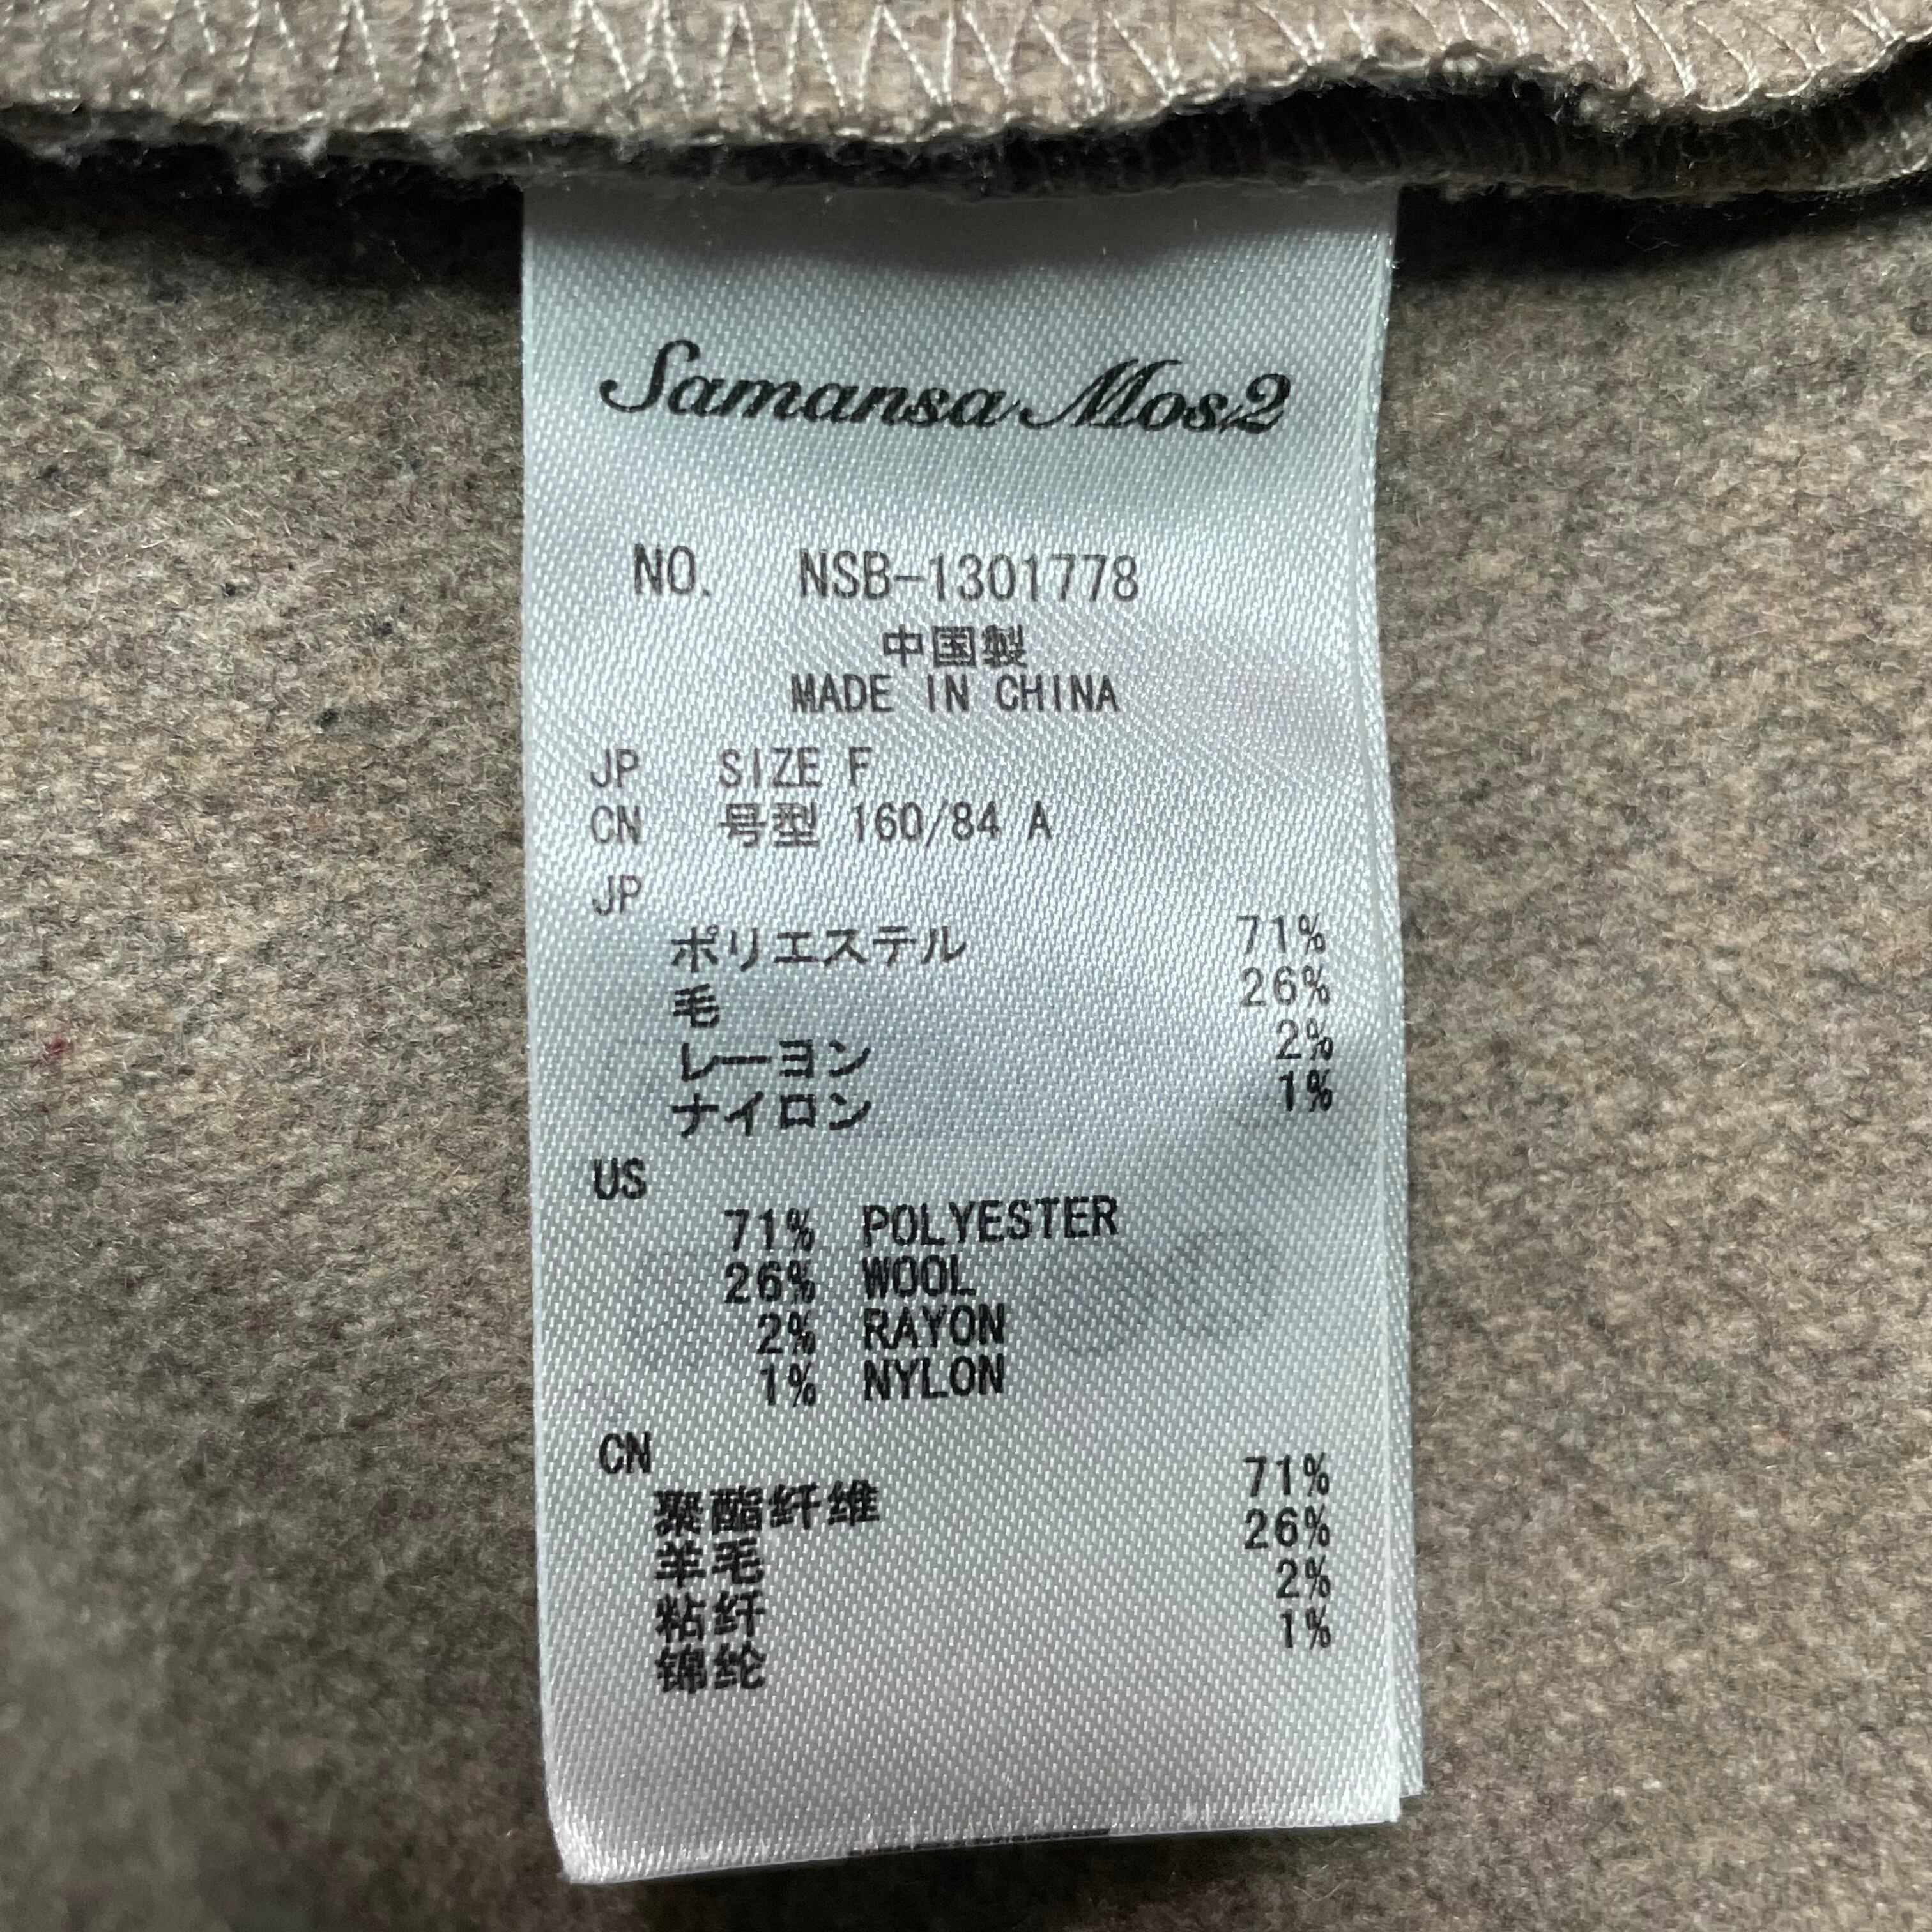 Samansa Mos2
NO. NSB-1301778
中国製
MADE IN CHINA
JP SIZE F
CN 号型 160/84 A
JP
ポリエステル 71%
毛 26%
レーヨン 2%
ナイロン 1%
US
71% POLYESTER
26% WOOL
2% RAYON
1% NYLON
CN
聚酯纤维 71%
羊毛 26%
粘纤 2%
锦纶 1%